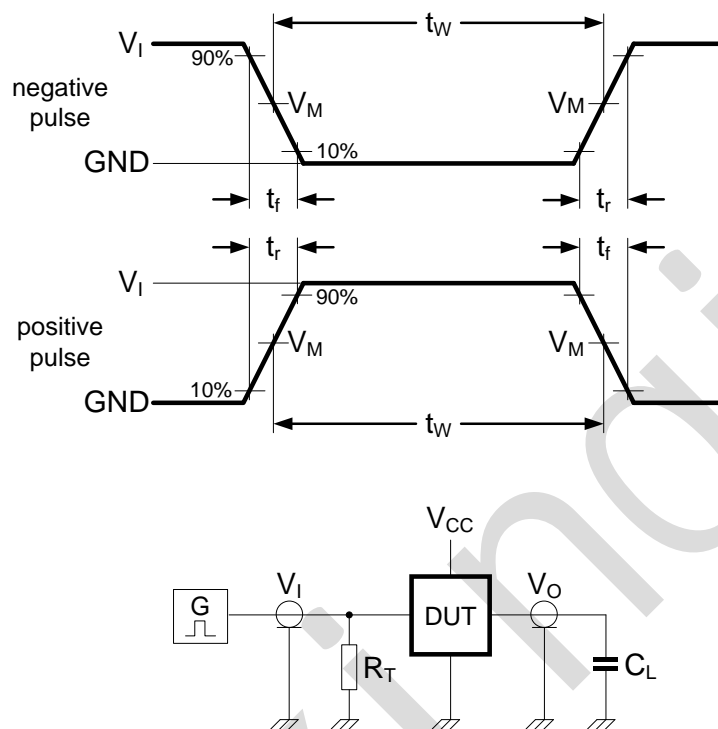 t_W
V_I
90%
negative
pulse
V_M
V_M
10%
GND
t_f
t_r
t_r
t_f
V_I
90%
positive
pulse
V_M
V_M
10%
GND
t_W
V_CC
V_I
V_O
G
DUT
R_T
C_L